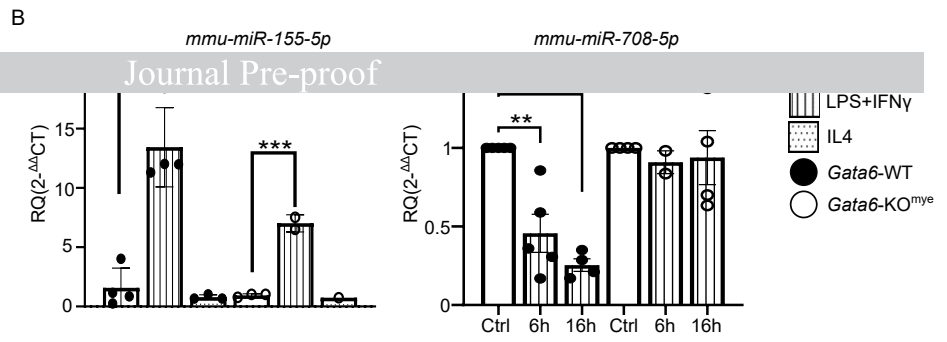 B
mmu-miR-155-5p
mmu-miR-708-5p
Journal Pre-proof
RQ(2-ΔΔCT)
15
10
5
0
***
RQ(2-ΔΔCT)
1
0.5
0
**
Ctrl 6h 16h Ctrl 6h 16h
LPS+IFNγ
IL4
Gata6-WT
Gata6-KOmye